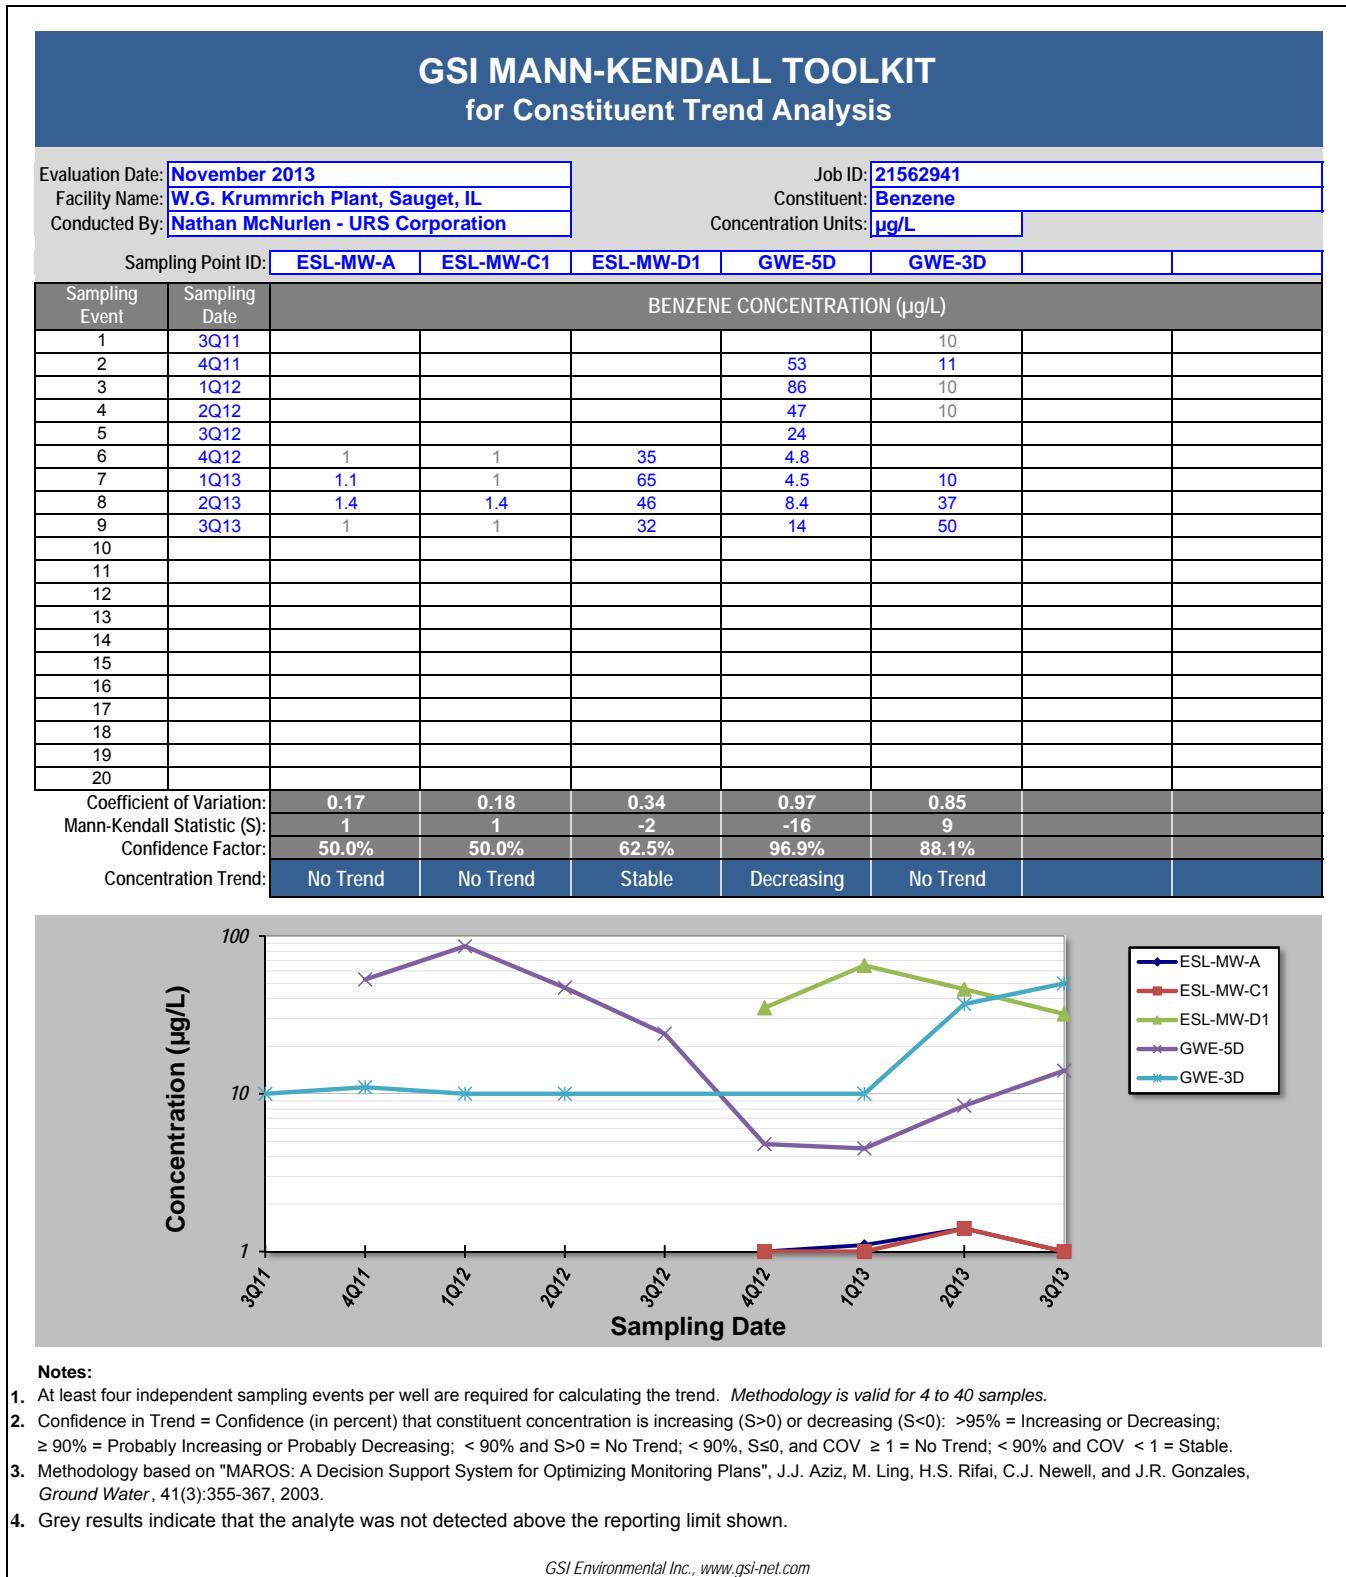 GSI MANN-KENDALL TOOLKIT
for Constituent Trend Analysis
Evaluation Date: November 2013 Job ID: 21562941
Facility Name: W.G. Krummrich Plant, Sauget, IL Constituent: Benzene
Conducted By: Nathan McNurlen - URS Corporation Concentration Units: µg/L
Sampling Point ID: ESL-MW-A ESL-MW-C1 ESL-MW-D1 GWE-5D GWE-3D
Sampling Event Sampling Date BENZENE CONCENTRATION (µg/L)
1 3Q11 10
2 4Q11 53 11
3 1Q12 86 10
4 2Q12 47 10
5 3Q12 24
6 4Q12 1 1 35 4.8
7 1Q13 1.1 1 65 4.5 10
8 2Q13 1.4 1.4 46 8.4 37
9 3Q13 1 1 32 14 50
10
11
12
13
14
15
16
17
18
19
20
Coefficient of Variation: 0.17 0.18 0.34 0.97 0.85
Mann-Kendall Statistic (S): 1 1 -2 -16 9
Confidence Factor: 50.0% 50.0% 62.5% 96.9% 88.1%
Concentration Trend: No Trend No Trend Stable Decreasing No Trend
Concentration (µg/L)
100
10
1
3Q11 4Q11 1Q12 2Q12 3Q12 4Q12 1Q13 2Q13 3Q13
Sampling Date
ESL-MW-A
ESL-MW-C1
ESL-MW-D1
GWE-5D
GWE-3D
Notes:
1. At least four independent sampling events per well are required for calculating the trend. Methodology is valid for 4 to 40 samples.
2. Confidence in Trend = Confidence (in percent) that constituent concentration is increasing (S>0) or decreasing (S<0): >95% = Increasing or Decreasing;
≥ 90% = Probably Increasing or Probably Decreasing; < 90% and S>0 = No Trend; < 90%, S≤0, and COV ≥ 1 = No Trend; < 90% and COV < 1 = Stable.
3. Methodology based on "MAROS: A Decision Support System for Optimizing Monitoring Plans", J.J. Aziz, M. Ling, H.S. Rifai, C.J. Newell, and J.R. Gonzales,
Ground Water, 41(3):355-367, 2003.
4. Grey results indicate that the analyte was not detected above the reporting limit shown.
GSI Environmental Inc., www.gsi-net.com